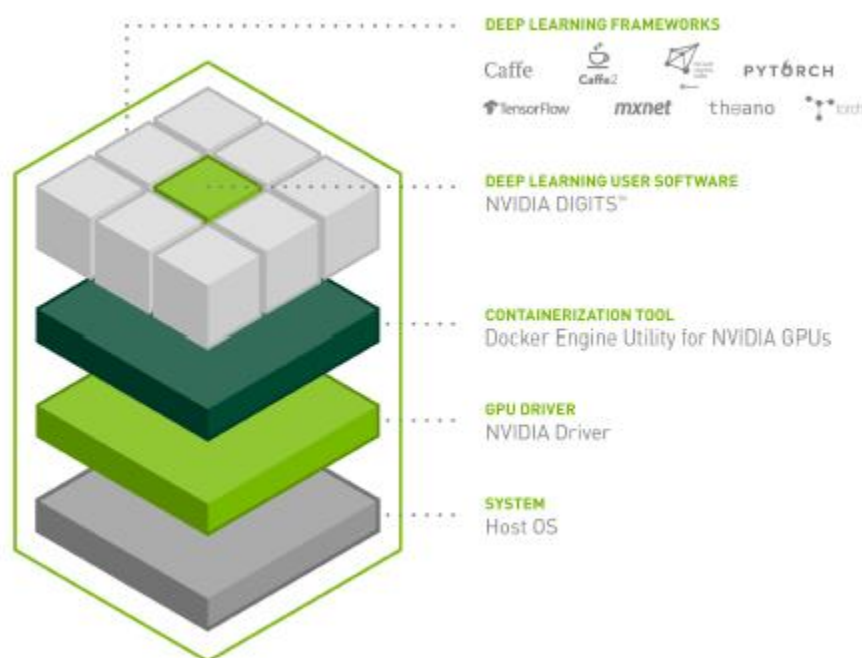 DEEP LEARNING FRAMEWORKS
Caffe
Caffe2
PYTORCH
TensorFlow
mxnet
theano
torch
DEEP LEARNING USER SOFTWARE
NVIDIA DIGITS™
CONTAINERIZATION TOOL
Docker Engine Utility for NVIDIA GPUs
GPU DRIVER
NVIDIA Driver
SYSTEM
Host OS